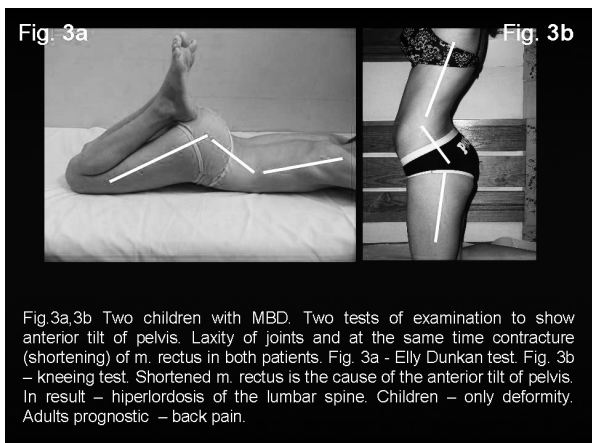 Fig. 3a
Fig. 3b
Fig.3a,3b Two children with MBD. Two tests of examination to show
anterior tilt of pelvis. Laxity of joints and at the same time contracture
(shortening) of m. rectus in both patients. Fig. 3a - Elly Dunkan test. Fig. 3b
– kneeing test. Shortened m. rectus is the cause of the anterior tilt of pelvis.
In result – hiperlordosis of the lumbar spine. Children – only deformity.
Adults prognostic – back pain.